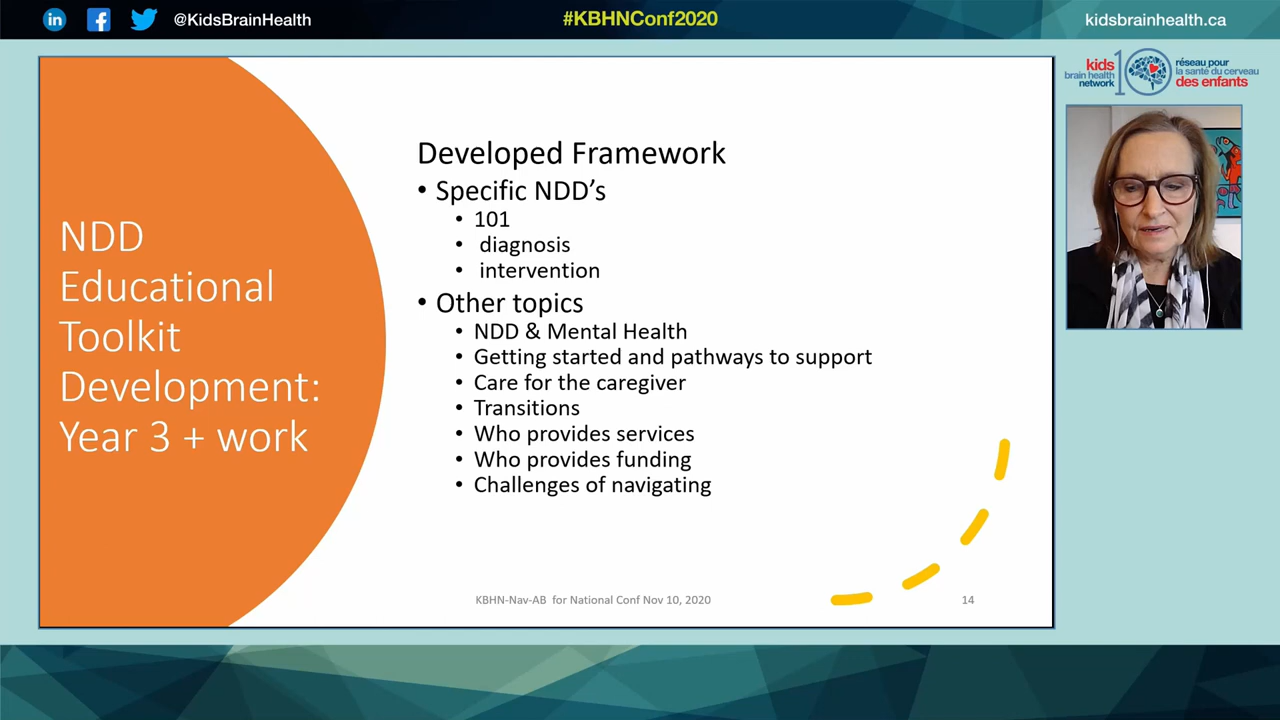 @KidsBrainHealth
#KBHNConf2020
kidsbrainhealth.ca
kids
brain health
network
10
réseau pour
la santé du cerveau
des enfants
NDD
Educational
Toolkit
Development:
Year 3 + work
Developed Framework
• Specific NDD's
• 101
• diagnosis
• intervention
• Other topics
• NDD & Mental Health
• Getting started and pathways to support
• Care for the caregiver
• Transitions
• Who provides services
• Who provides funding
• Challenges of navigating
KBHN-Nav-AB for National Conf Nov 10, 2020
14